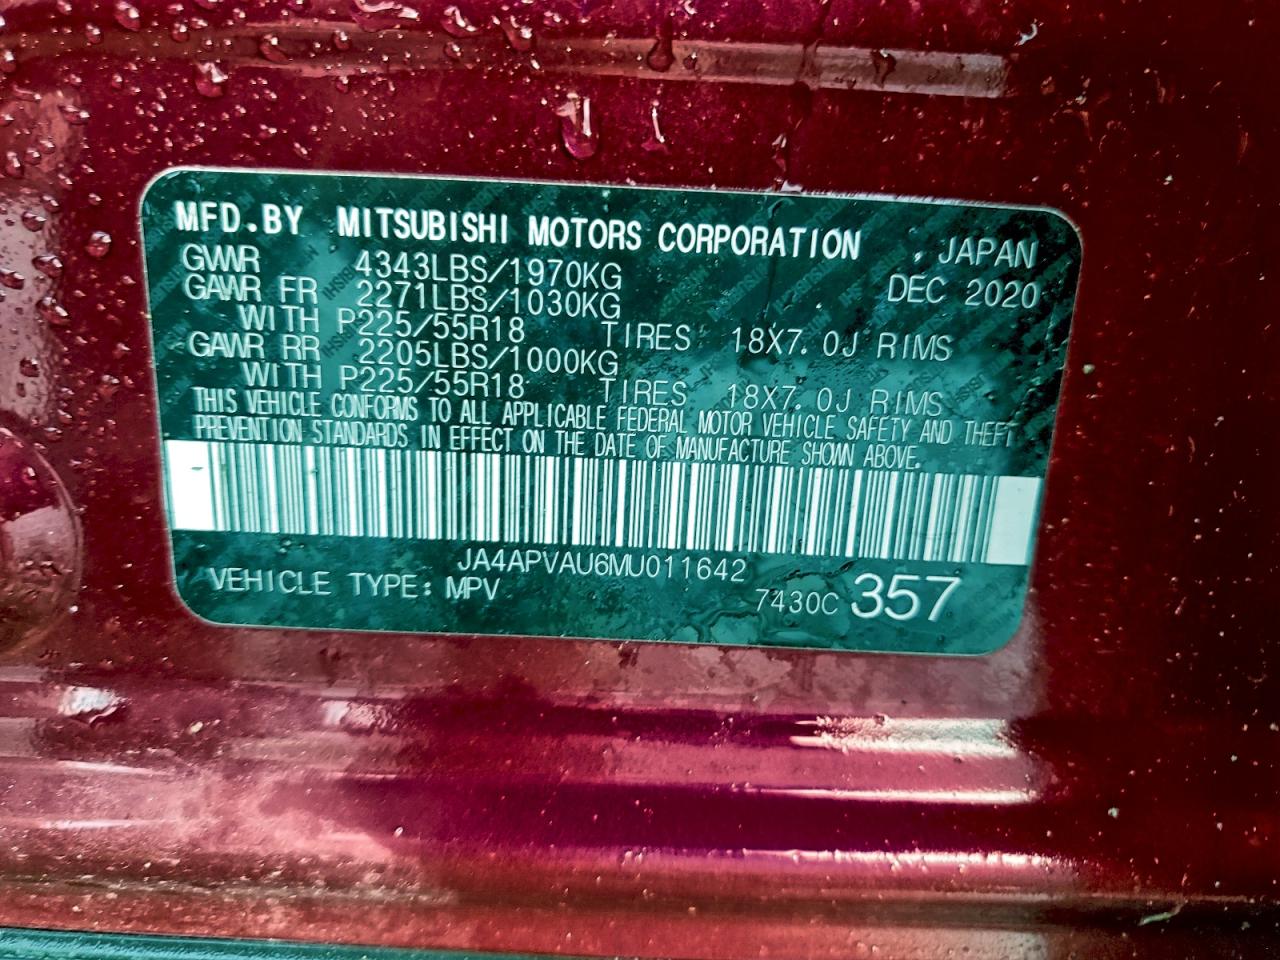 MFD.BY MITSUBISHI MOTORS CORPORATION , JAPAN
GWWR 4343LBS/1970KG DEC 2020
GAWR FR 2271LBS/1030KG
WITH P225/55R18 TIRES 18X7.0J RIMS
GAWR RR 2205LBS/1000KG
WITH P225/55R18 TIRES 18X7.0J RIMS
THIS VEHICLE CONFORMS TO ALL APPLICABLE FEDERAL MOTOR VEHICLE SAFETY AND THEFT
PREVENTION STANDARDS IN EFFECT ON THE DATE OF MANUFACTURE SHOWN ABOVE.
JA4APVAU6MU011642
VEHICLE TYPE: MPV 7430C 357